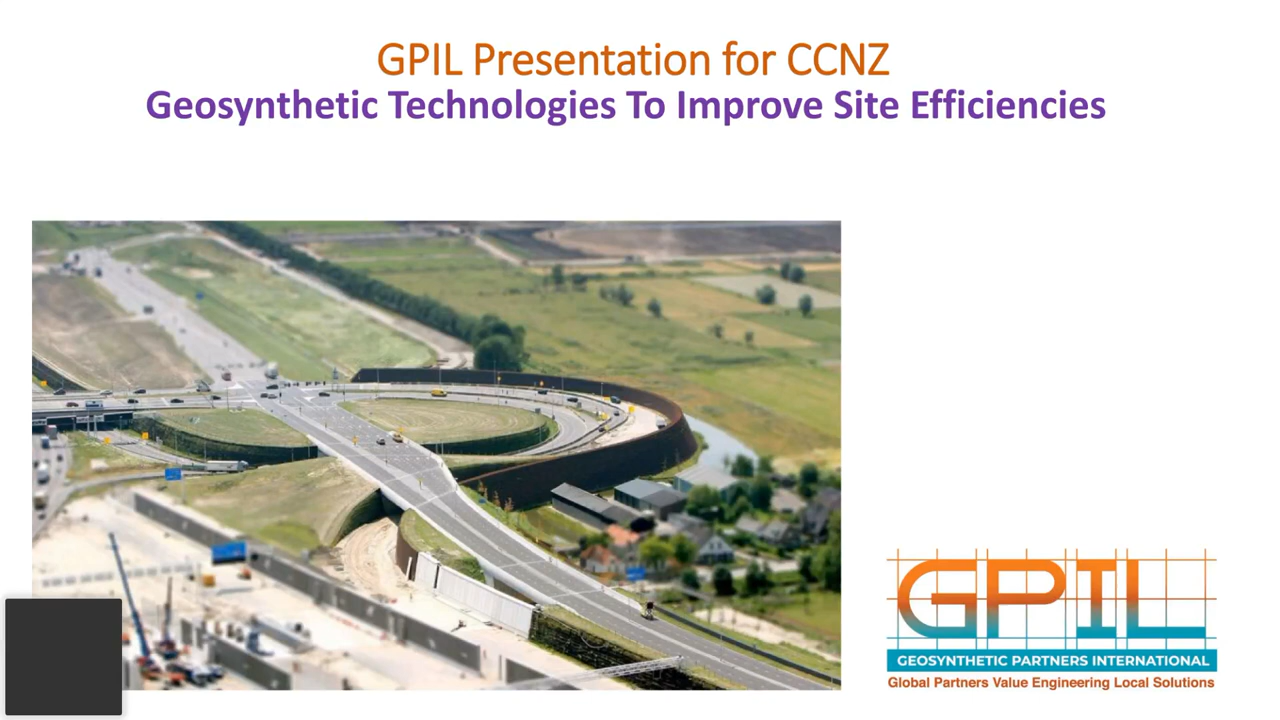 GPIL Presentation for CCNZ
Geosynthetic Technologies To Improve Site Efficiencies
GPIL
GEOSYNTHETIC PARTNERS INTERNATIONAL
Global Partners Value Engineering Local Solutions